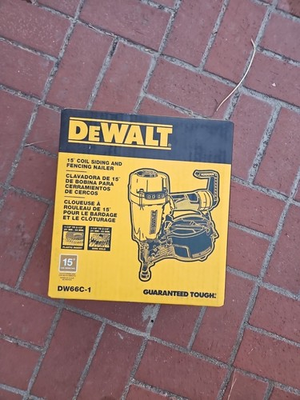 DEWALT
15° COIL SIDING AND
FENCING NAILER
CLAVADORA DE 15°
DE BOBINA PARA
CERRAMIENTOS
DE CERCOS
CLOUEUSE À
ROULEAU DE 15°
POUR LE BARDAGE
ET LE CLÔTURAGE
15°
DW66C-1
GUARANTEED TOUGH.